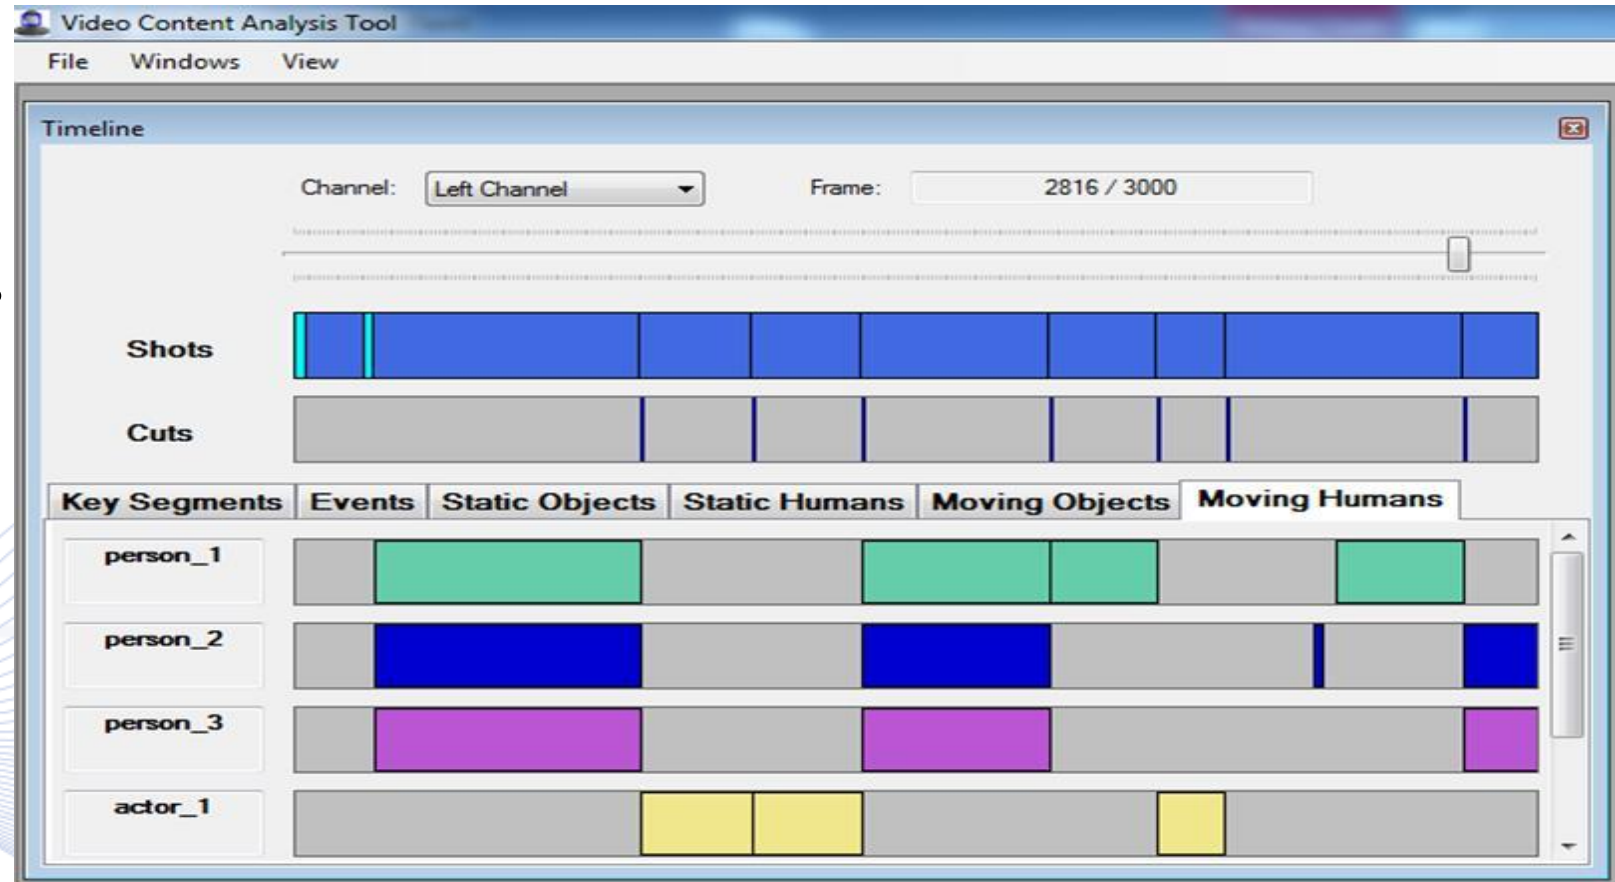 Video Content Analysis Tool
File Windows View
Timeline
Channel: Left Channel Frame: 2816 / 3000
Shots
Cuts
Key Segments Events Static Objects Static Humans Moving Objects Moving Humans
person_1
person_2
person_3
actor_1